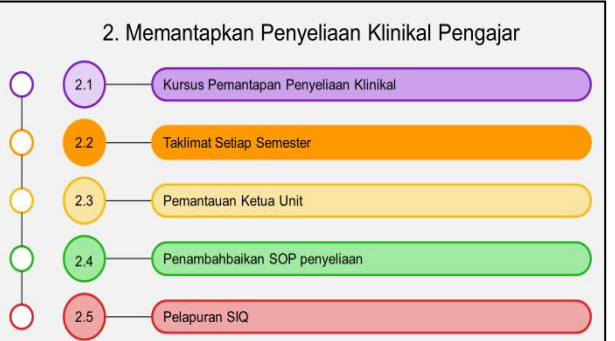 2. Memantapkan Penyeliaan Klinikal Pengajar
2.1 Kursus Pemantapan Penyeliaan Klinikal
2.2 Taklimat Setiap Semester
2.3 Pemantauan Ketua Unit
2.4 Penambahbaikan SOP penyeliaan
2.5 Pelapuran SIQ